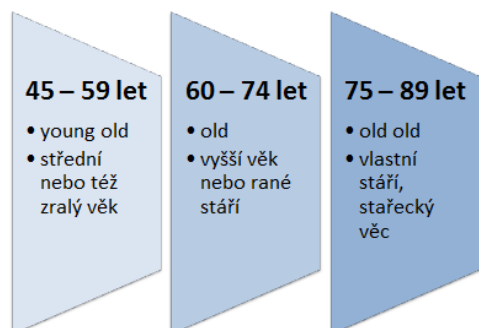 45 – 59 let
• young old
• střední
nebo též
zralý věk
60 – 74 let
• old
• vyšší věk
nebo rané
stáří
75 – 89 let
• old old
• vlastní
stáří,
stařecký
věc